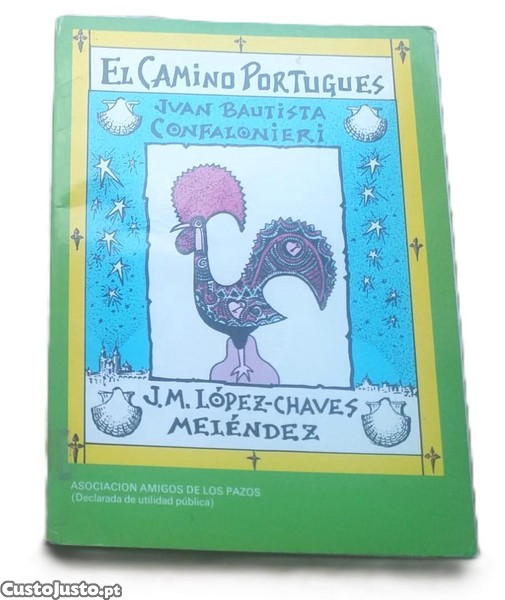 EL CAMINO PORTUGUES
JUAN BAUTISTA
CONFALONIERI
J.M. LÓPEZ-CHAVES
MELÉNDEZ
ASOCIACION AMIGOS DE LOS PAZOS
(Declarada de utilidad pública)
CustoJusto.pt